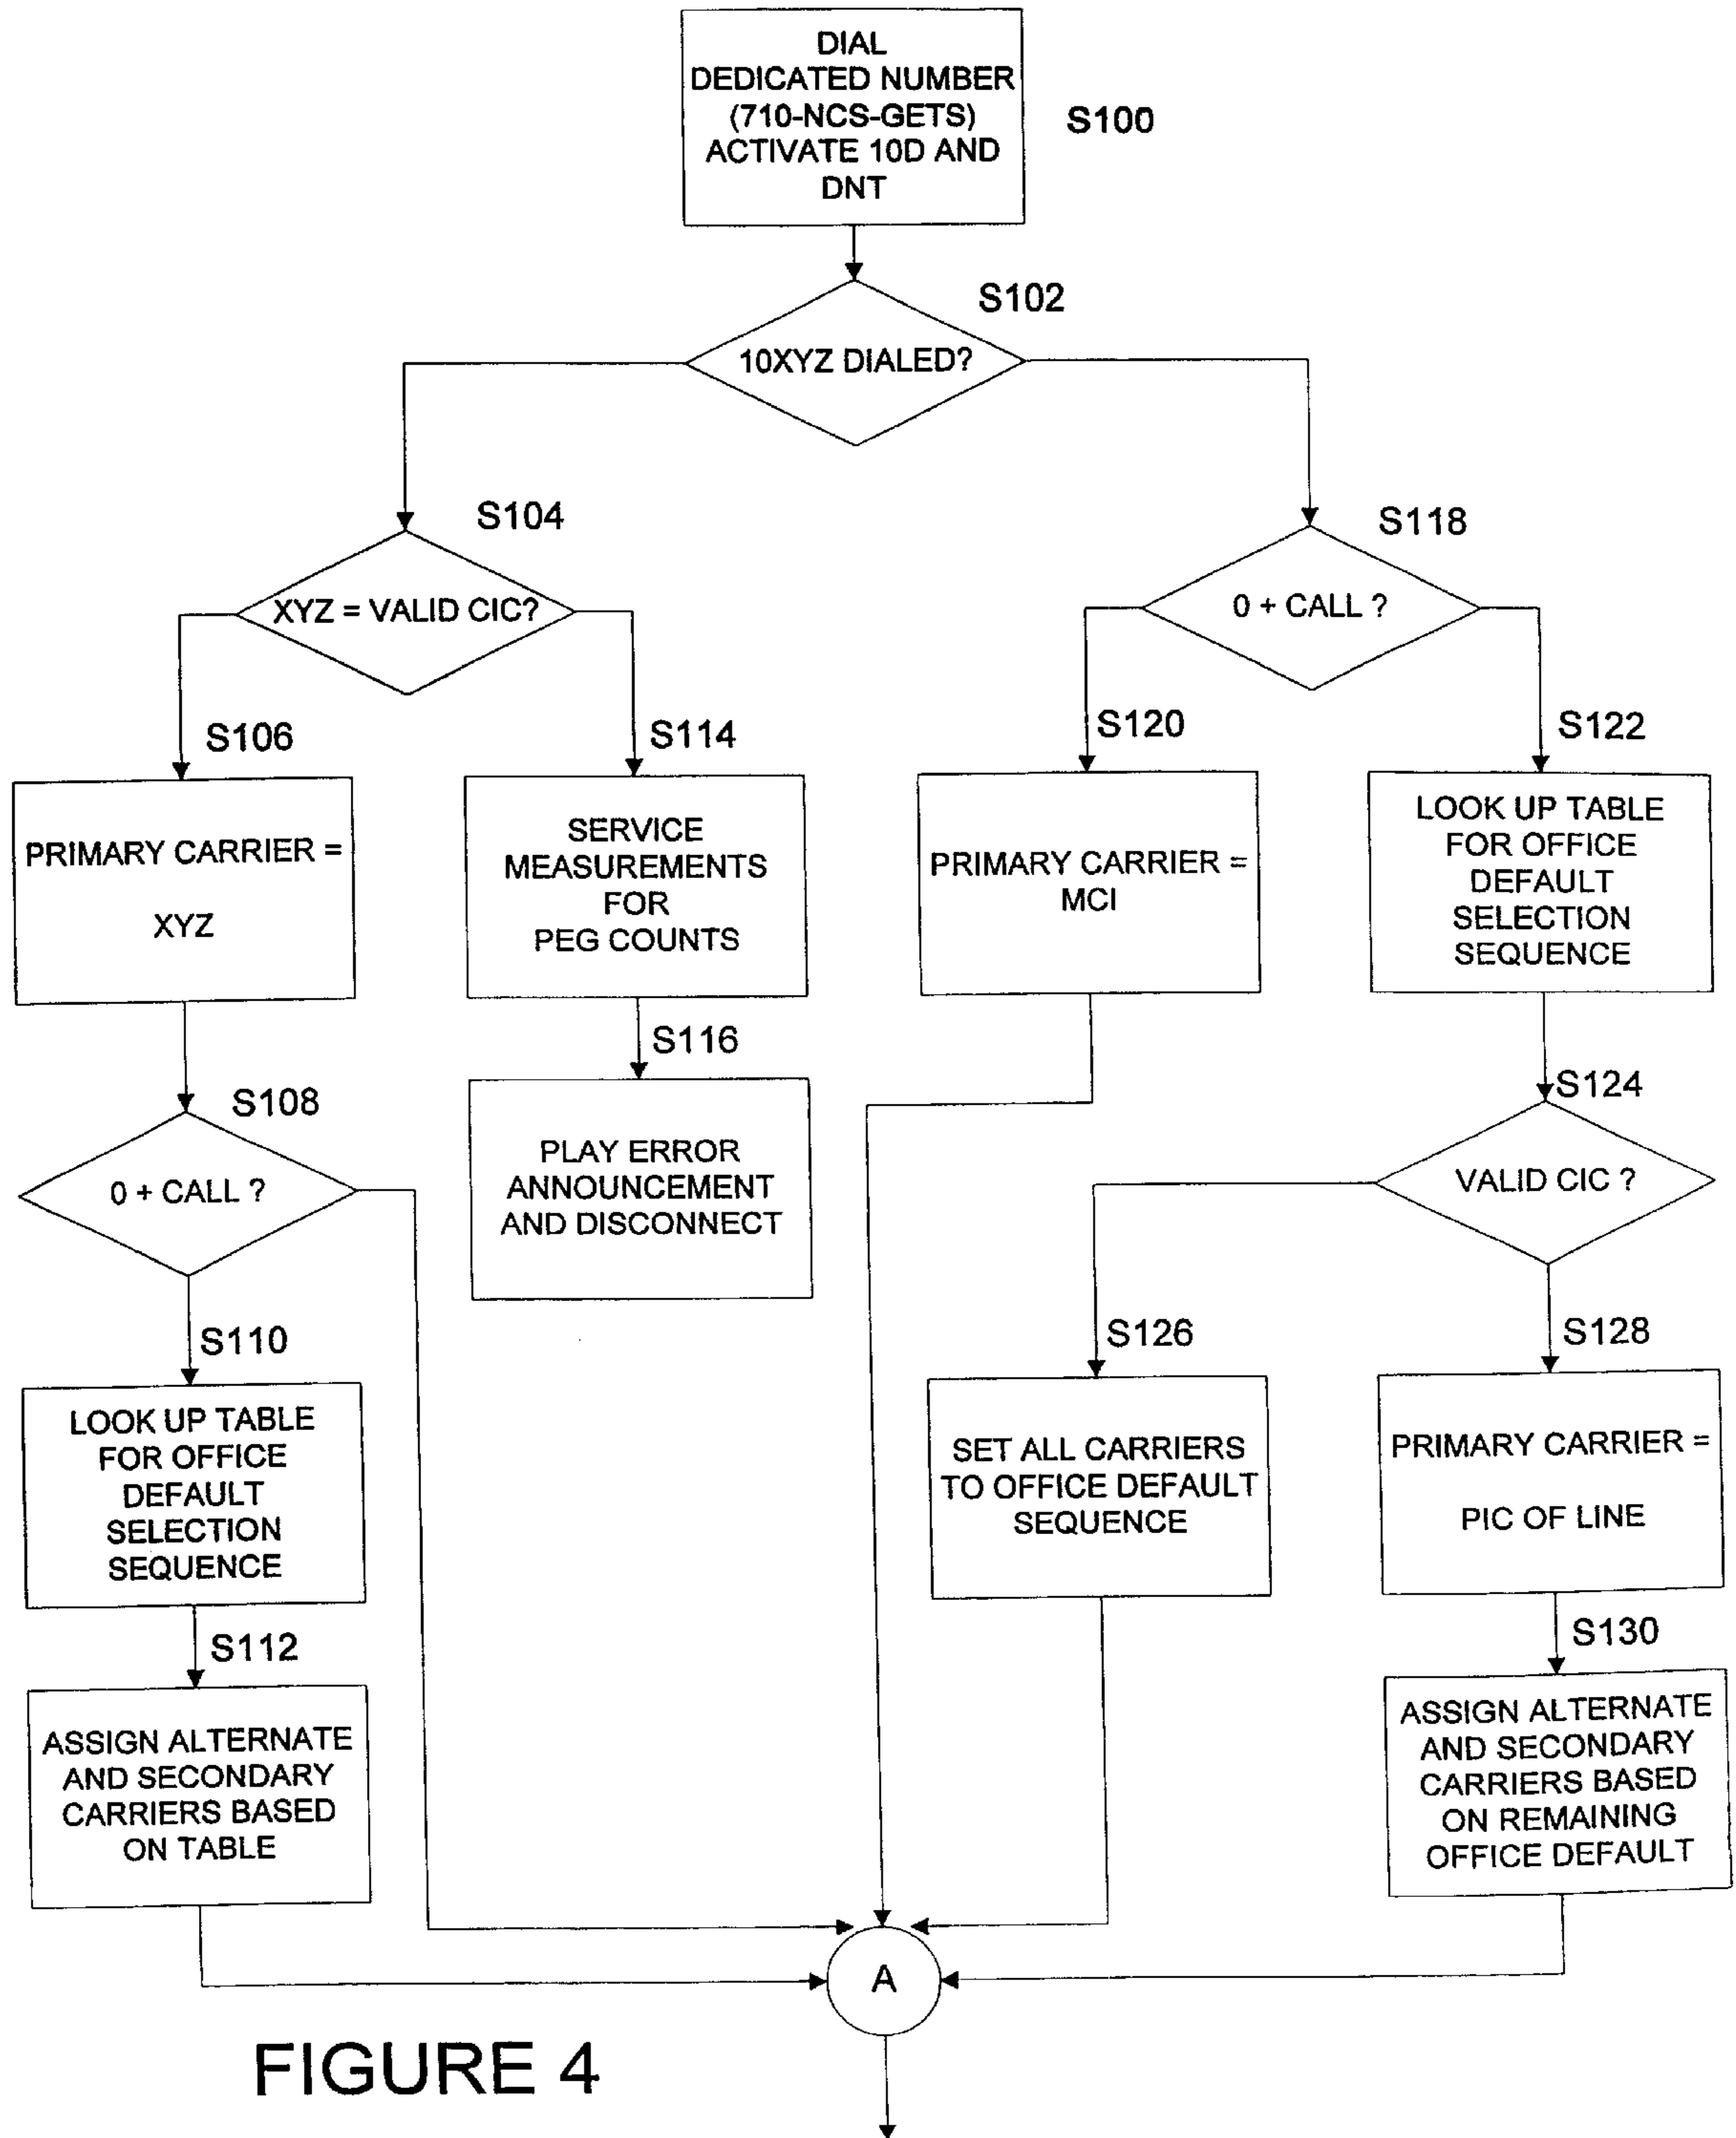 DIAL
DEDICATED NUMBER
(710-NCS-GETS)
ACTIVATE 10D AND
DNT
S100
S102
10XYZ DIALED?
S104
XYZ = VALID CIC?
S118
0 + CALL ?
S106
PRIMARY CARRIER =
XYZ
S114
SERVICE
MEASUREMENTS
FOR
PEG COUNTS
S120
PRIMARY CARRIER =
MCI
S122
LOOK UP TABLE
FOR OFFICE
DEFAULT
SELECTION
SEQUENCE
S108
0 + CALL ?
S116
PLAY ERROR
ANNOUNCEMENT
AND DISCONNECT
S124
VALID CIC ?
S110
LOOK UP TABLE
FOR OFFICE
DEFAULT
SELECTION
SEQUENCE
S126
SET ALL CARRIERS
TO OFFICE DEFAULT
SEQUENCE
S128
PRIMARY CARRIER =
PIC OF LINE
S112
ASSIGN ALTERNATE
AND SECONDARY
CARRIERS BASED
ON TABLE
S130
ASSIGN ALTERNATE
AND SECONDARY
CARRIERS BASED
ON REMAINING
OFFICE DEFAULT
A
FIGURE 4